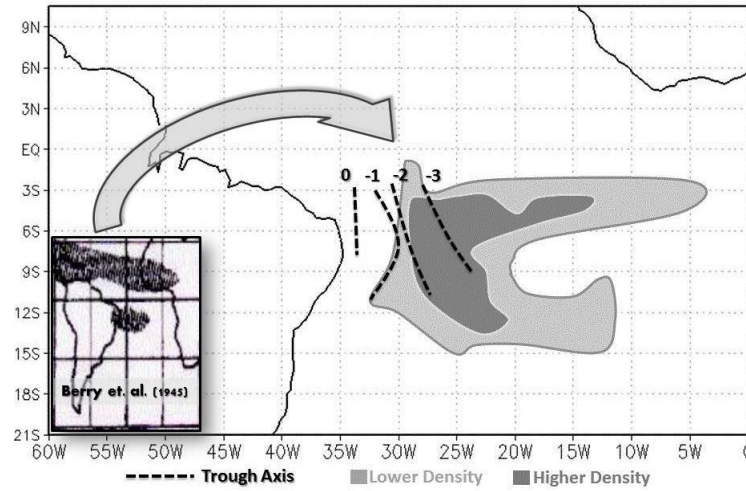 9N
6N
3N
EQ
0 -1 -2 -3
3S
6S
9S
12S
15S
18S
21S
Berry et. al. (1945)
60W 55W 50W 45W 40W 35W 30W 25W 20W 15W 10W 5W 0
Trough Axis Lower Density Higher Density